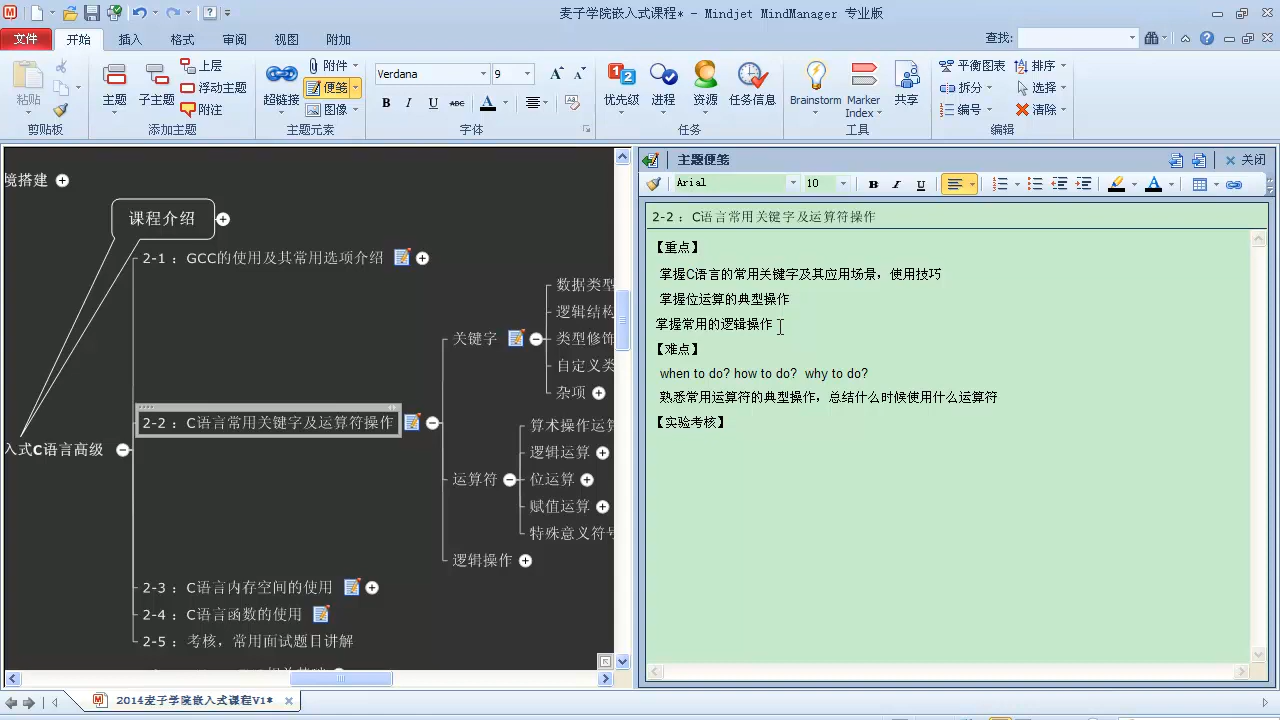 麦子学院嵌入式课程* - Mindjet MindManager 专业版
文件 开始 插入 格式 审阅 视图 附加 查找:
粘贴
剪贴板
主题 子主题 上层 浮动主题 附注
添加主题
超链接 附件 便笺 图像
主题元素
Verdana 9
B I U ABC A
字体
优先级 进程 资源 任务信息
任务
Brainstorm Marker Index 共享
工具
平衡图表 排序
拆分 选择
编号 清除
编辑
境搭建
课程介绍
2-1 : GCC的使用及其常用选项介绍
数据类型
逻辑结构
关键字 类型修饰
自定义类
杂项
2-2 : C语言常用关键字及运算符操作
算术操作运算
入式C语言高级
逻辑运算
运算符 位运算
赋值运算
特殊意义符号
逻辑操作
2-3 : C语言内存空间的使用
2-4 : C语言函数的使用
2-5 : 考核，常用面试题目讲解
2014麦子学院嵌入式课程V1*
主题便笺 关闭
Arial 10 B I U
2-2 : C语言常用关键字及运算符操作
【重点】
掌握C语言的常用关键字及其应用场景，使用技巧
掌握位运算的典型操作
掌握常用的逻辑操作
【难点】
when to do? how to do? why to do?
熟悉常用运算符的典型操作，总结什么时候使用什么运算符
【实验考核】